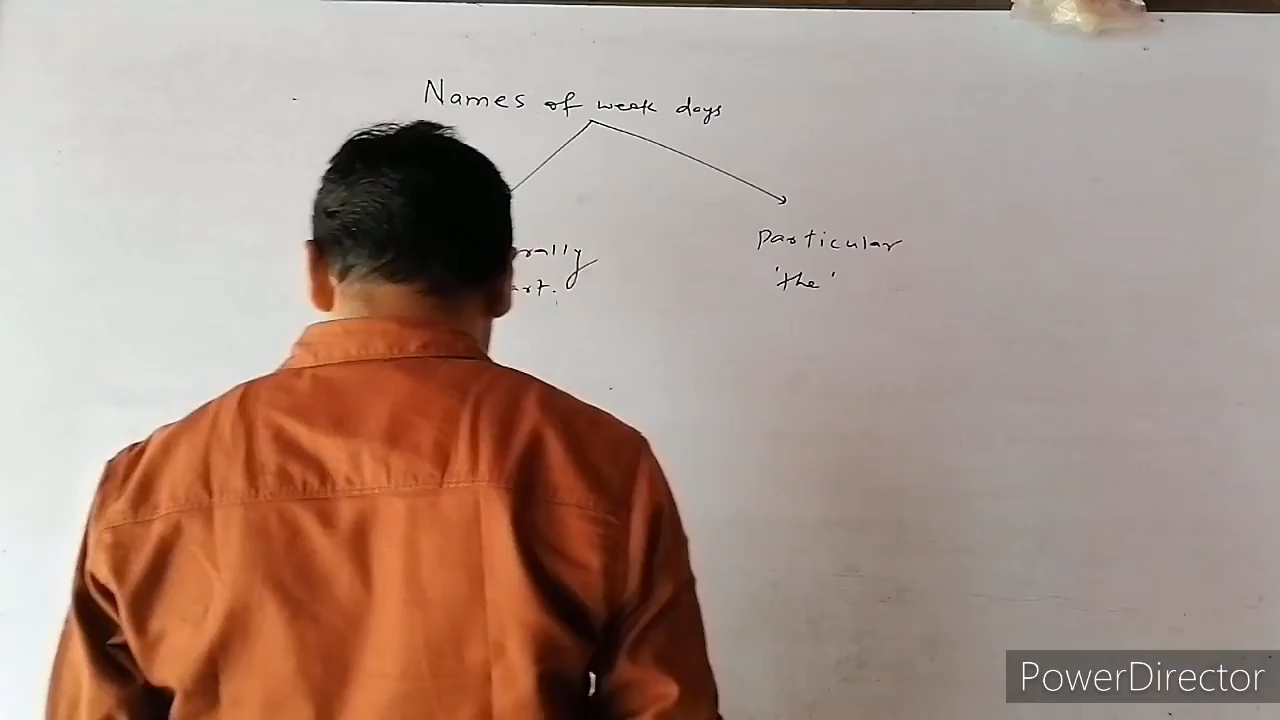 Names of week days
Particular
'the'
PowerDirector